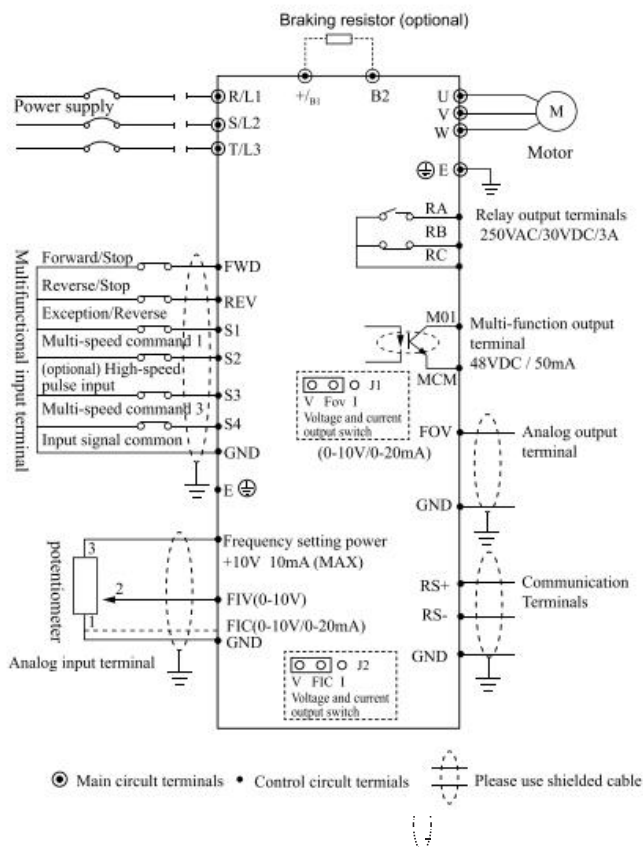 Braking resistor (optional)
+/B1
B2
R/L1
Power supply
S/L2
T/L3
U
V
W
M
Motor
E
RA
RB
RC
Relay output terminals
250VAC/30VDC/3A
Multifunctional input terminal
Forward/Stop
FWD
Reverse/Stop
REV
Exception/Reverse
S1
Multi-speed command 1
S2
(optional) High-speed
pulse input
S3
Multi-speed command 3
S4
Input signal common
GND
E
M01
MCM
Multi-function output
terminal
48VDC / 50mA
J1
V Fov I
Voltage and current
output switch
(0-10V/0-20mA)
FOV
GND
Analog output
terminal
potentiometer
3
2
1
Frequency setting power
+10V 10mA (MAX)
FIV(0-10V)
FIC(0-10V/0-20mA)
GND
Analog input terminal
RS+
RS-
GND
Communication
Terminals
J2
V FIC I
Voltage and current
output switch
Main circult terminals
Control circult termials
Please use shielded cable